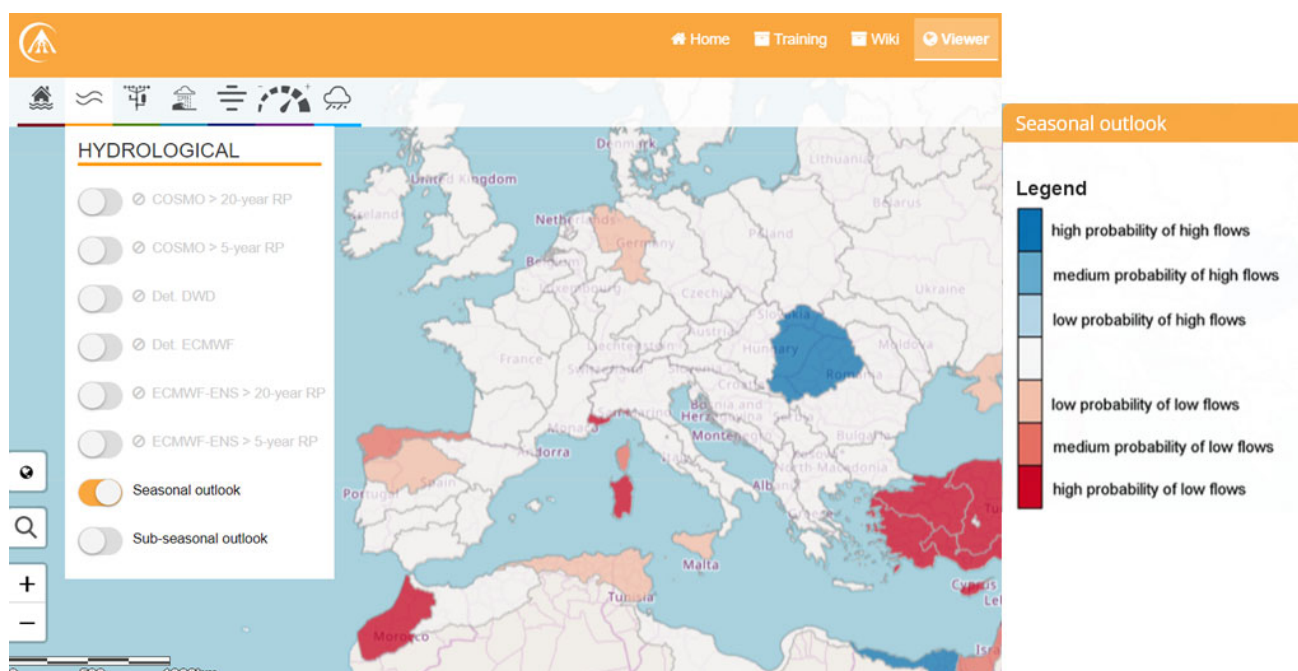 Home Training Wiki Viewer
HYDROLOGICAL
COSMO > 20-year RP
COSMO > 5-year RP
Det. DWD
Det. ECMWF
ECMWF-ENS > 20-year RP
ECMWF-ENS > 5-year RP
Seasonal outlook
Sub-seasonal outlook
+
−
Denmark
Lithuania
United Kingdom
Belarus
Ireland
Netherlands
Germany
Poland
Belgium
Luxembourg
Czechia
Ukraine
Slovakia
Austria
Liechtenstein
Hungary
Moldova
France
Switzerland
Slovenia
Romania
Croatia
San Marino
Bosnia and
Herzegovina
Serbia
Monaco
Montenegro
Bulgaria
Andorra
Italy
Kosovo
North Macedonia
Portugal
Spain
Greece
Malta
Tunisia
Cyprus
Morocco
Seasonal outlook
Legend
high probability of high flows
medium probability of high flows
low probability of high flows
low probability of low flows
medium probability of low flows
high probability of low flows